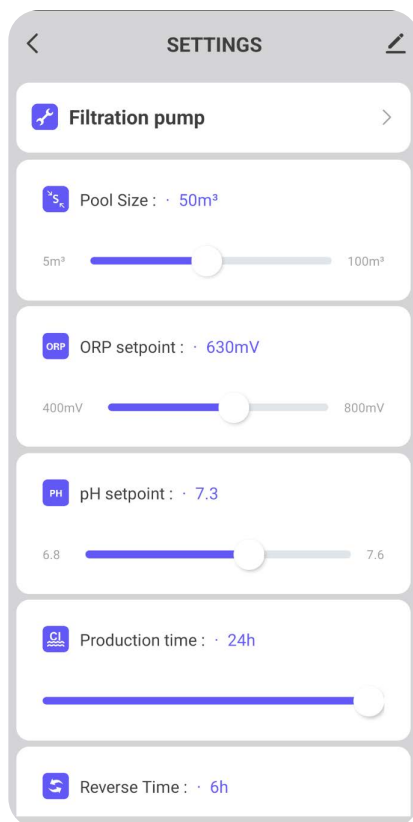 SETTINGS
Filtration pump
Pool Size : · 50m³
5m³ 100m³
ORP ORP setpoint : · 630mV
400mV 800mV
PH pH setpoint : · 7.3
6.8 7.6
CL Production time : · 24h
Reverse Time : · 6h